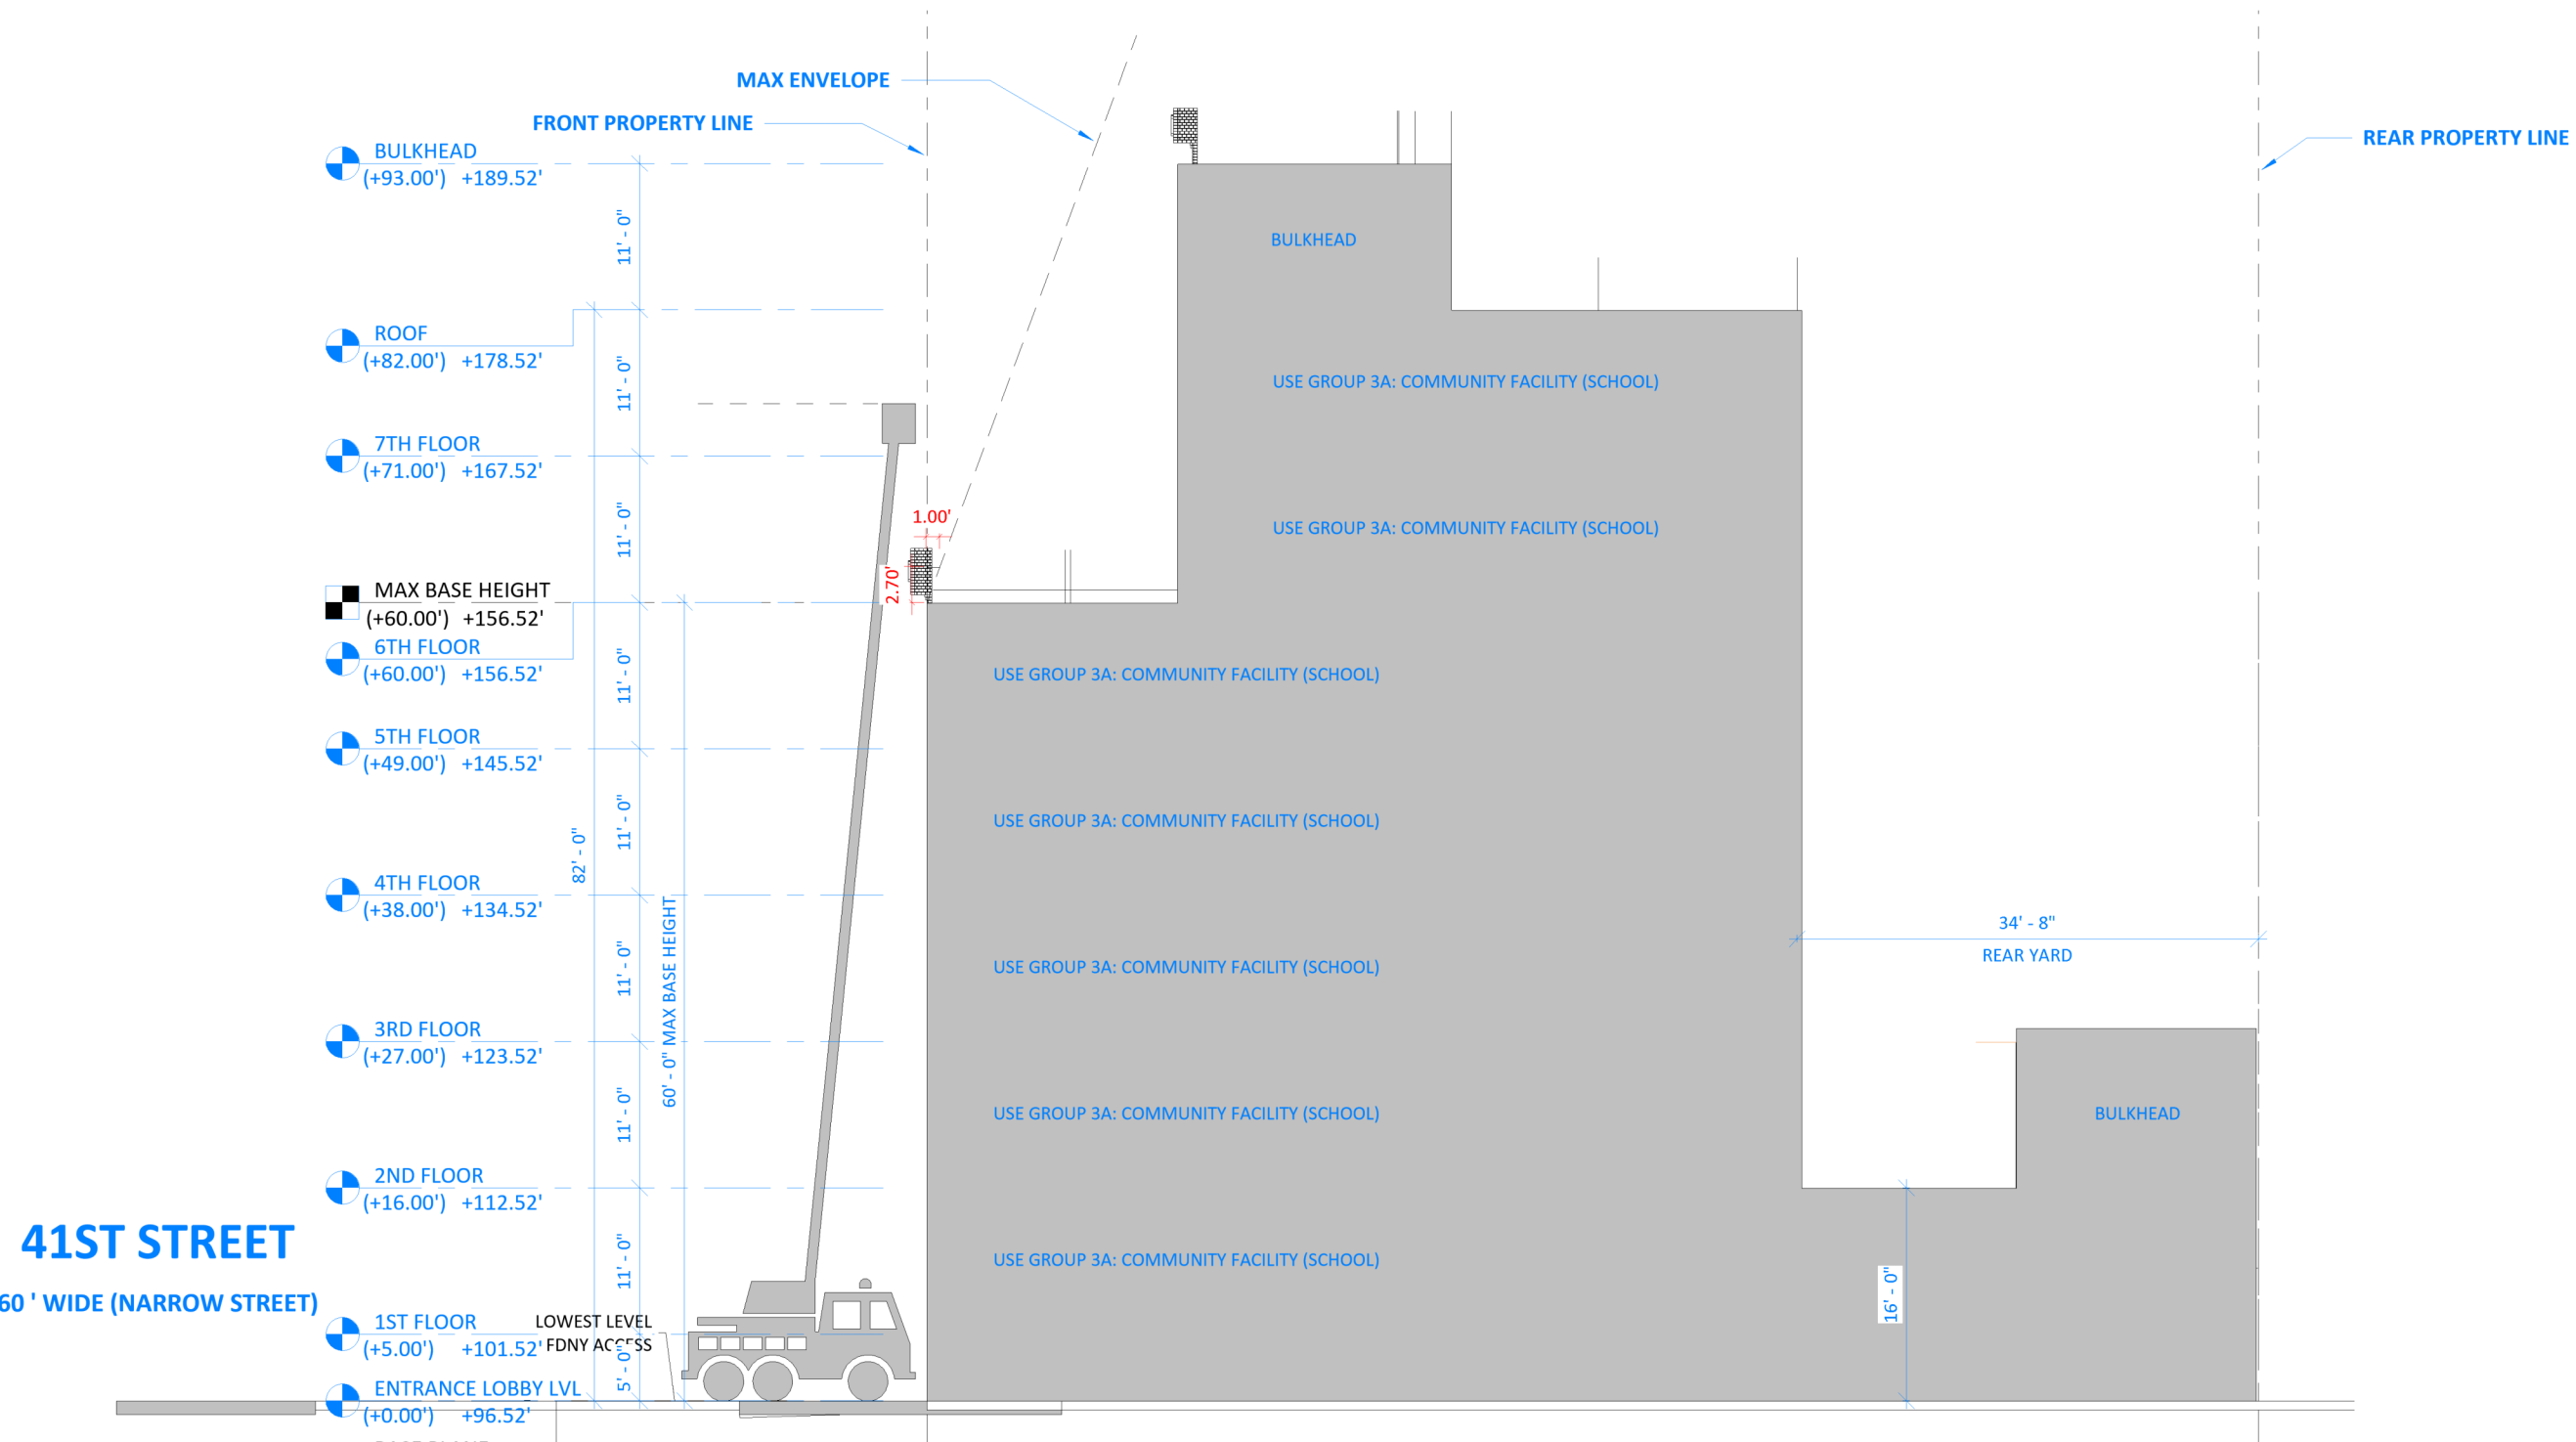 MAX ENVELOPE
FRONT PROPERTY LINE
REAR PROPERTY LINE
BULKHEAD
(+93.00') +189.52'
11' - 0"
BULKHEAD
ROOF
(+82.00') +178.52'
11' - 0"
USE GROUP 3A: COMMUNITY FACILITY (SCHOOL)
7TH FLOOR
(+71.00') +167.52'
11' - 0"
1.00'
USE GROUP 3A: COMMUNITY FACILITY (SCHOOL)
2.70'
MAX BASE HEIGHT
(+60.00') +156.52'
6TH FLOOR
(+60.00') +156.52'
11' - 0"
USE GROUP 3A: COMMUNITY FACILITY (SCHOOL)
5TH FLOOR
(+49.00') +145.52'
82' - 0"
11' - 0"
USE GROUP 3A: COMMUNITY FACILITY (SCHOOL)
4TH FLOOR
(+38.00') +134.52'
60' - 0" MAX BASE HEIGHT
11' - 0"
USE GROUP 3A: COMMUNITY FACILITY (SCHOOL)
34' - 8"
REAR YARD
3RD FLOOR
(+27.00') +123.52'
11' - 0"
USE GROUP 3A: COMMUNITY FACILITY (SCHOOL)
BULKHEAD
2ND FLOOR
(+16.00') +112.52'
41ST STREET
60 ' WIDE (NARROW STREET)
11' - 0"
USE GROUP 3A: COMMUNITY FACILITY (SCHOOL)
16' - 0"
1ST FLOOR
(+5.00') +101.52'
LOWEST LEVEL
FDNY ACCESS
5' - 0"
ENTRANCE LOBBY LVL
(+0.00') +96.52'